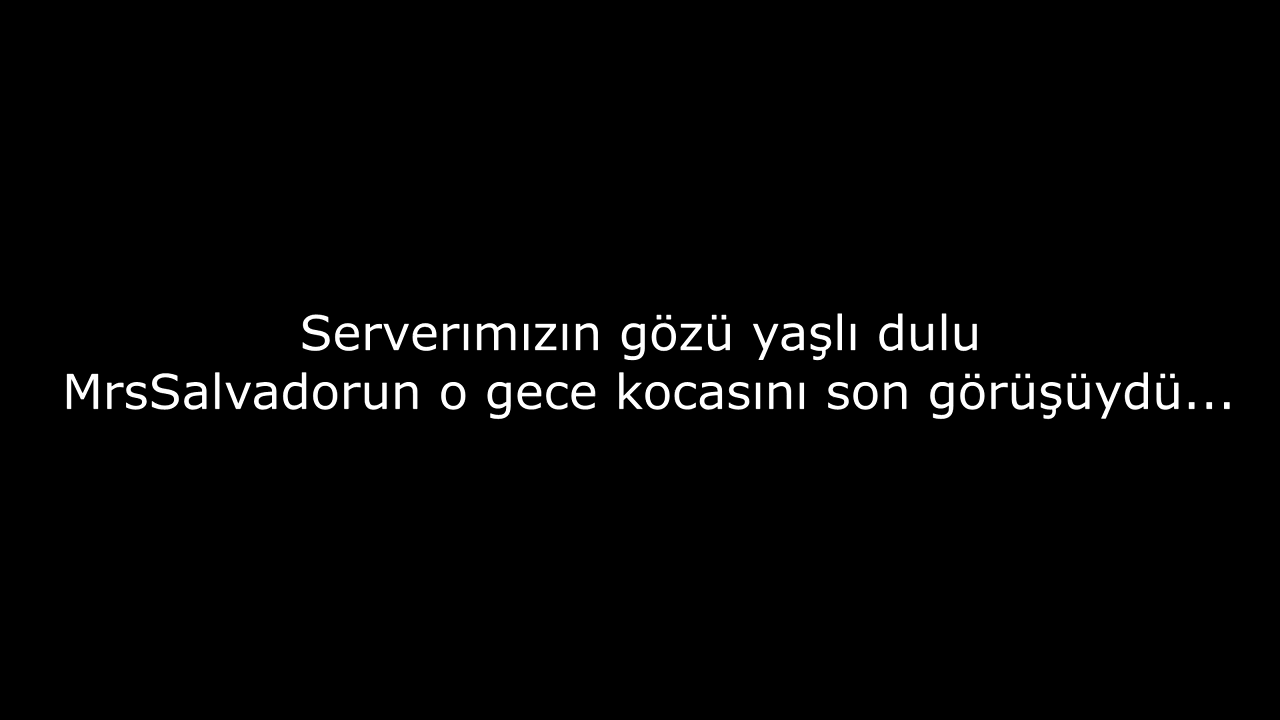 Serverımızın gözü yaşlı dulu
MrsSalvadorun o gece kocasını son görüşüydü...